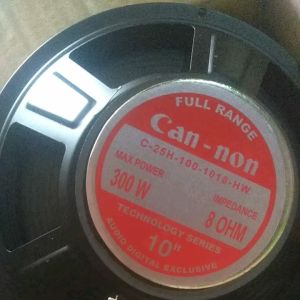 FULL RANGE
Can-non
C-25H-100-1018-HW
MAX POWER
300 W
IMPEDANCE
8 OHM
TECHNOLOGY SERIES
10"
AUDIO DIGITAL EXCLUSIVE